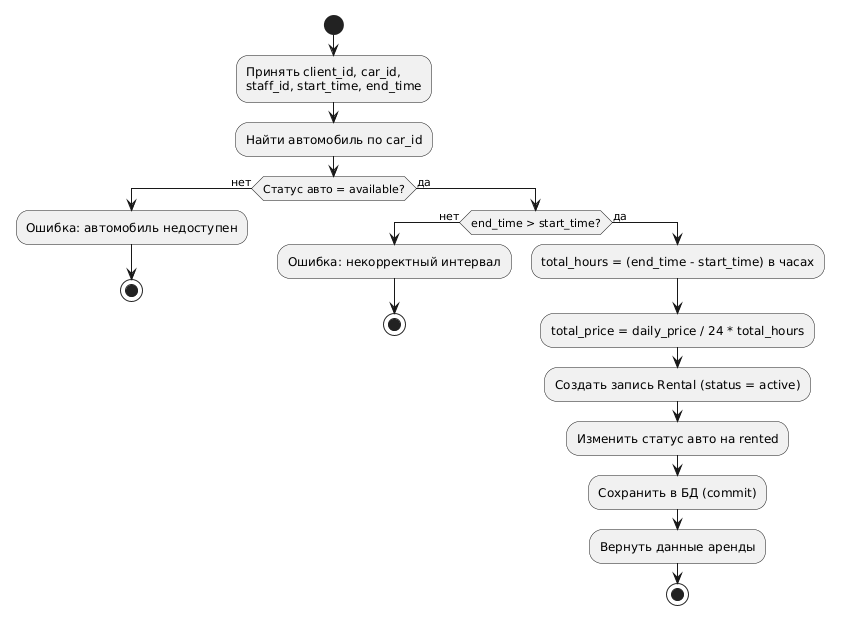 Принять client_id, car_id,
staff_id, start_time, end_time
Найти автомобиль по car_id
нет
Статус авто = available?
да
Ошибка: автомобиль недоступен
нет
end_time > start_time?
да
Ошибка: некорректный интервал
total_hours = (end_time - start_time) в часах
total_price = daily_price / 24 * total_hours
Создать запись Rental (status = active)
Изменить статус авто на rented
Сохранить в БД (commit)
Вернуть данные аренды